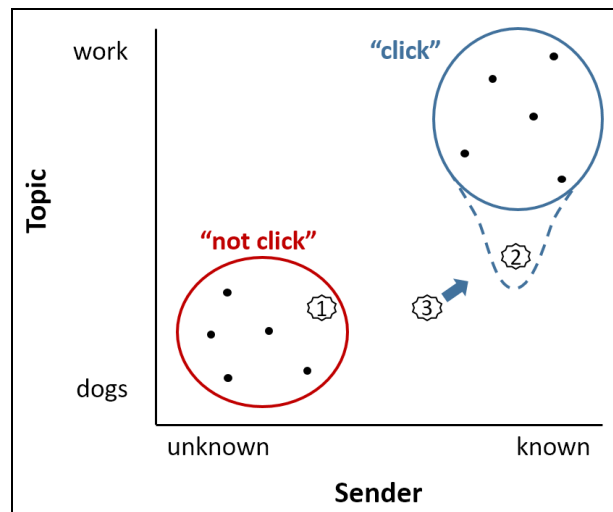 work
“click”
Topic
2
“not click”
1
3
dogs
unknown
known
Sender